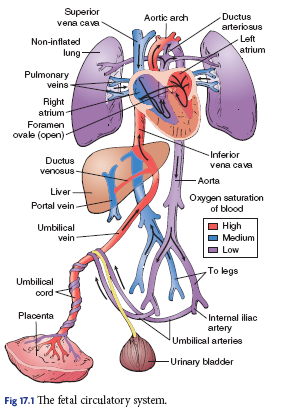 Superior
vena cava
Aortic arch
Ductus
arteriosus
Non-inflated
lung
Left
atrium
Pulmonary
veins
Right
atrium
Foramen
ovale (open)
Ductus
venosus
Inferior
vena cava
Liver
Aorta
Portal vein
Oxygen saturation
of blood
High
Medium
Low
Umbilical
vein
To legs
Umbilical
cord
Placenta
Internal iliac
artery
Umbilical arteries
Urinary bladder
Fig 17.1 The fetal circulatory system.